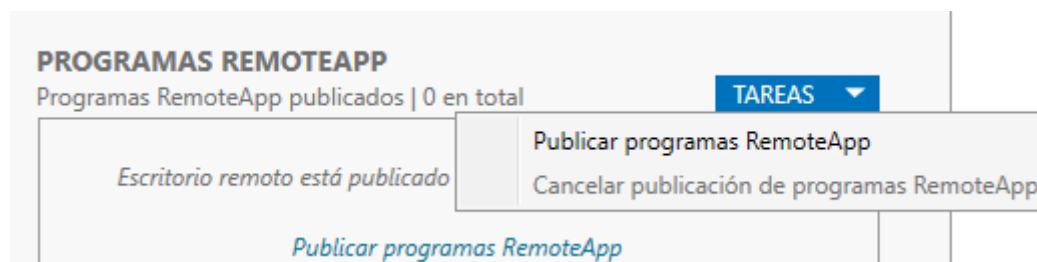 PROGRAMAS REMOTEAPP
Programas RemoteApp publicados | 0 en total
TAREAS
Publicar programas RemoteApp
Cancelar publicación de programas RemoteApp
Escritorio remoto está publicado
Publicar programas RemoteApp